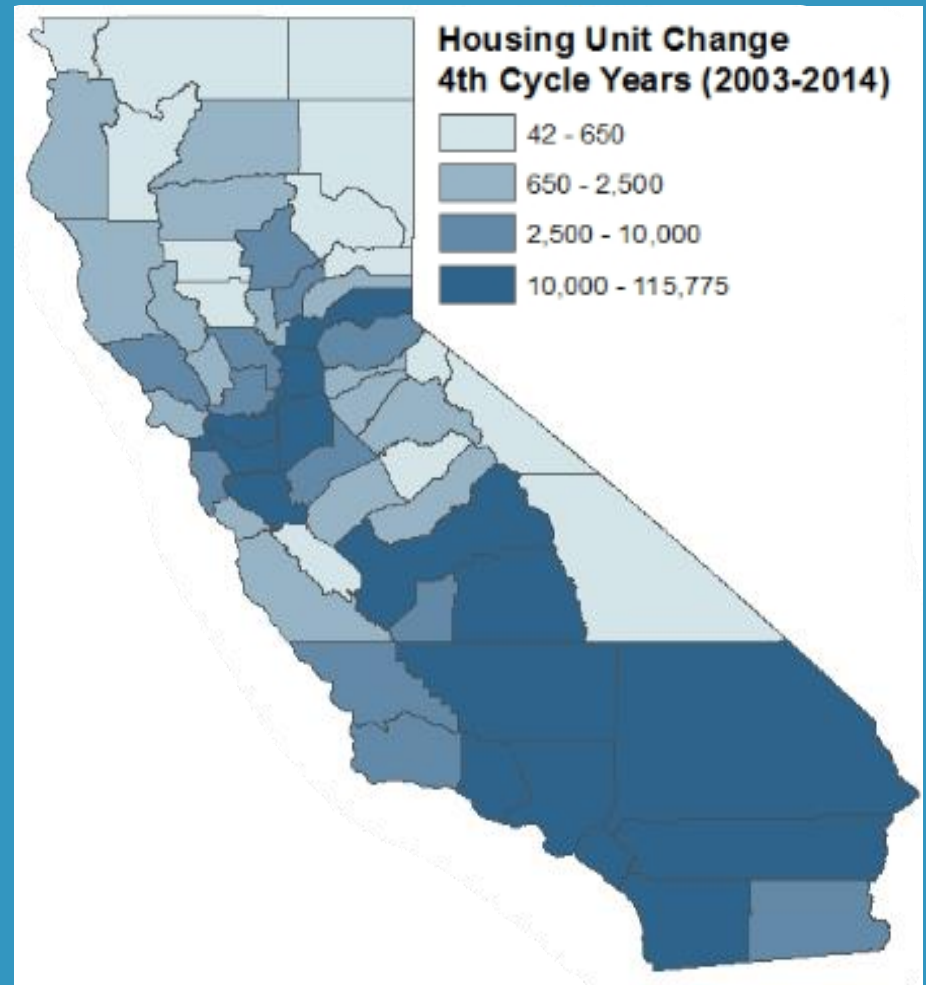 Housing Unit Change
4th Cycle Years (2003-2014)
42 - 650
650 - 2,500
2,500 - 10,000
10,000 - 115,775